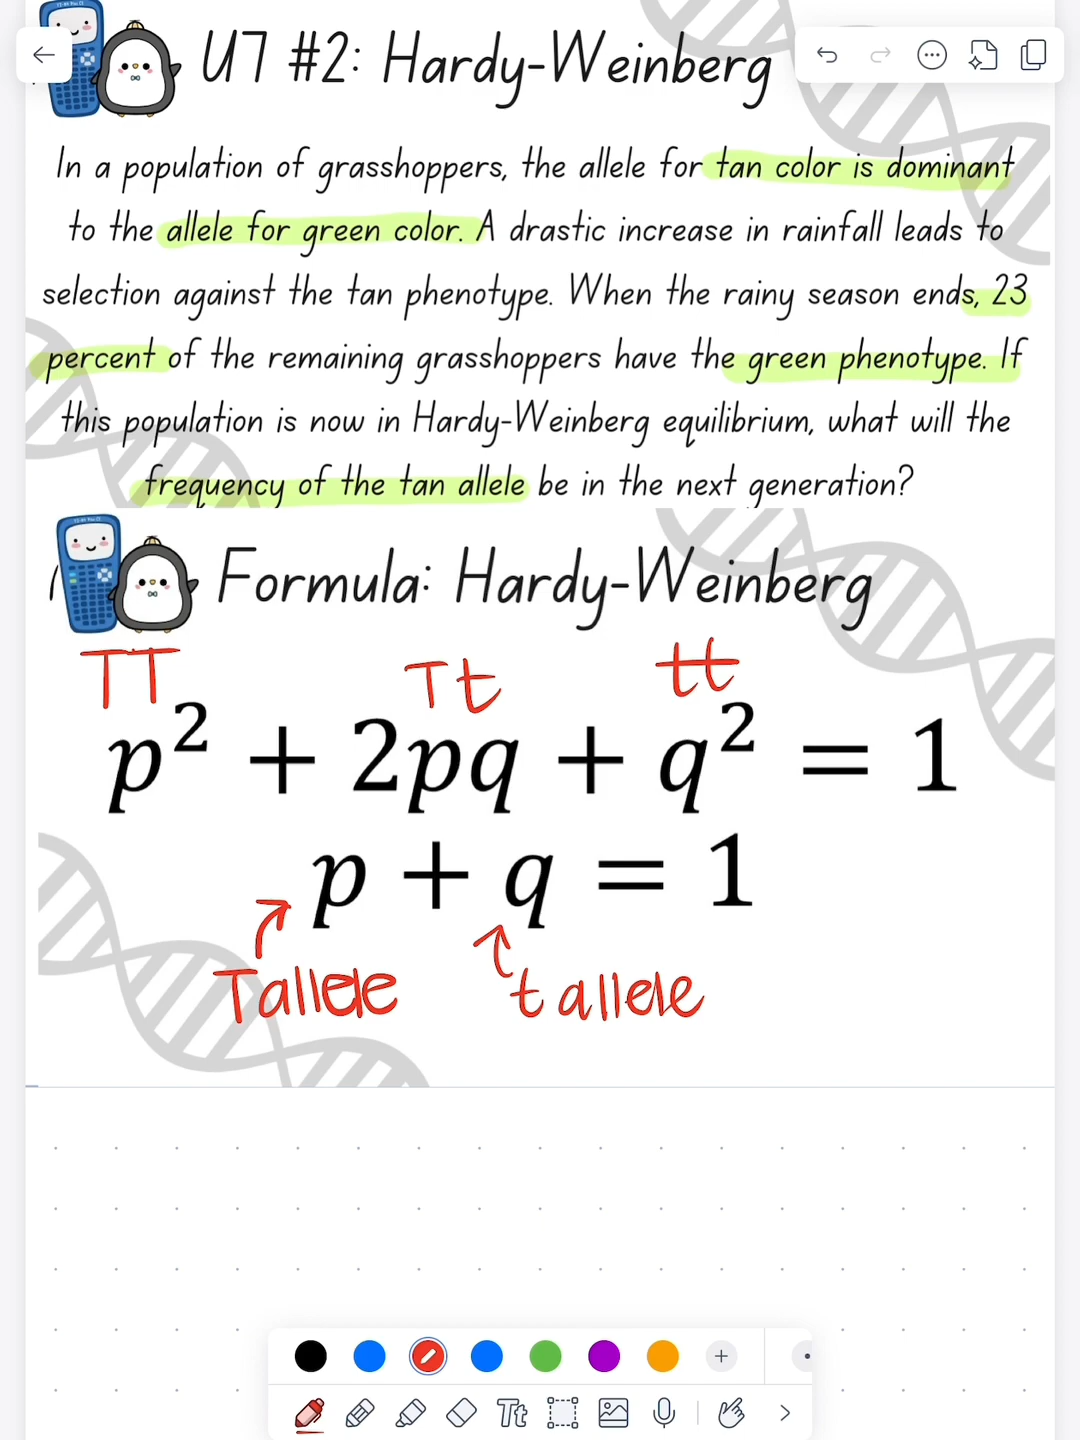 U7 #2: Hardy-Weinberg
In a population of grasshoppers, the allele for tan color is dominant
to the allele for green color. A drastic increase in rainfall leads to
selection against the tan phenotype. When the rainy season ends, 23
percent of the remaining grasshoppers have the green phenotype. If
this population is now in Hardy-Weinberg equilibrium, what will the
frequency of the tan allele be in the next generation?
Formula: Hardy-Weinberg
TT Tt tt
p² + 2pq + q² = 1
p + q = 1
T allele t allele
Tt